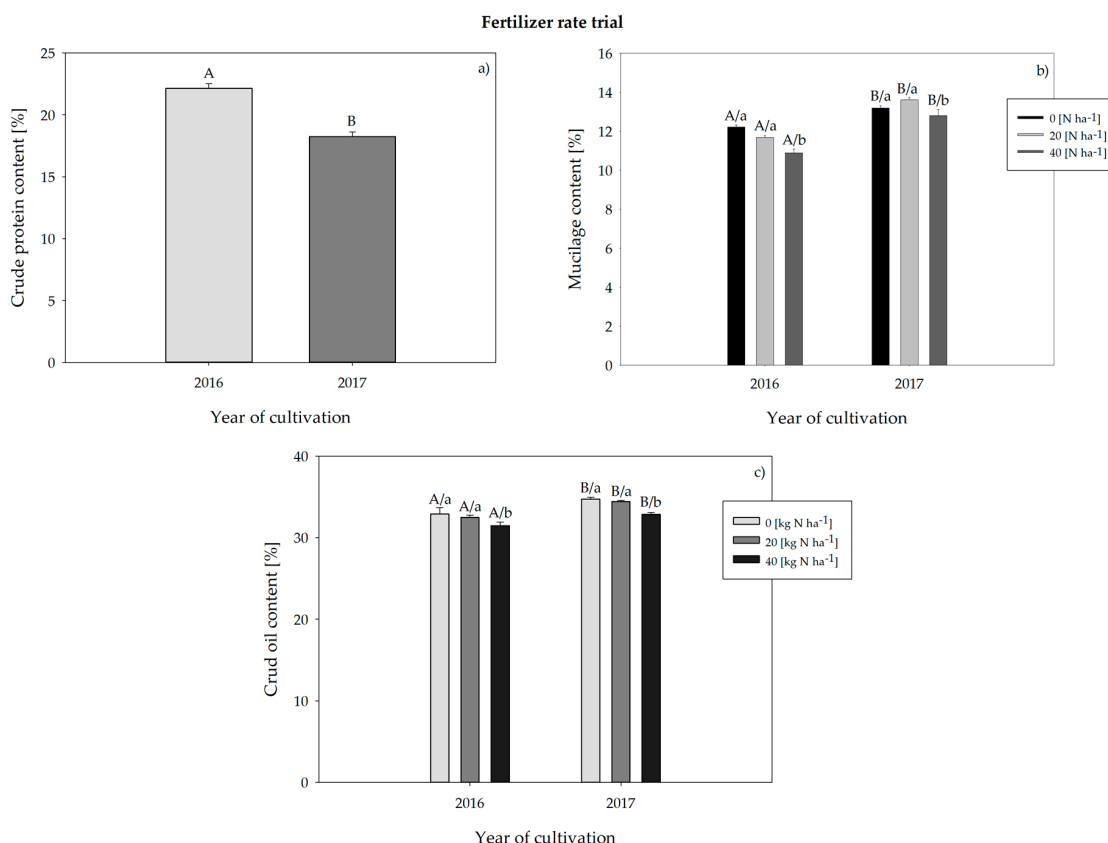 Fertilizer rate trial
a)
Crude protein content [%]
25
20
15
10
5
0
A
B
2016
2017
Year of cultivation
b)
Mucilage content [%]
16
14
12
10
8
6
4
2
0
A/a
A/a
A/b
B/a
B/a
B/b
2016
2017
Year of cultivation
0 [N ha-1]
20 [N ha-1]
40 [N ha-1]
c)
Crud oil content [%]
40
30
20
10
0
A/a
A/a
A/b
B/a
B/a
B/b
2016
2017
Year of cultivation
0 [kg N ha-1]
20 [kg N ha-1]
40 [kg N ha-1]